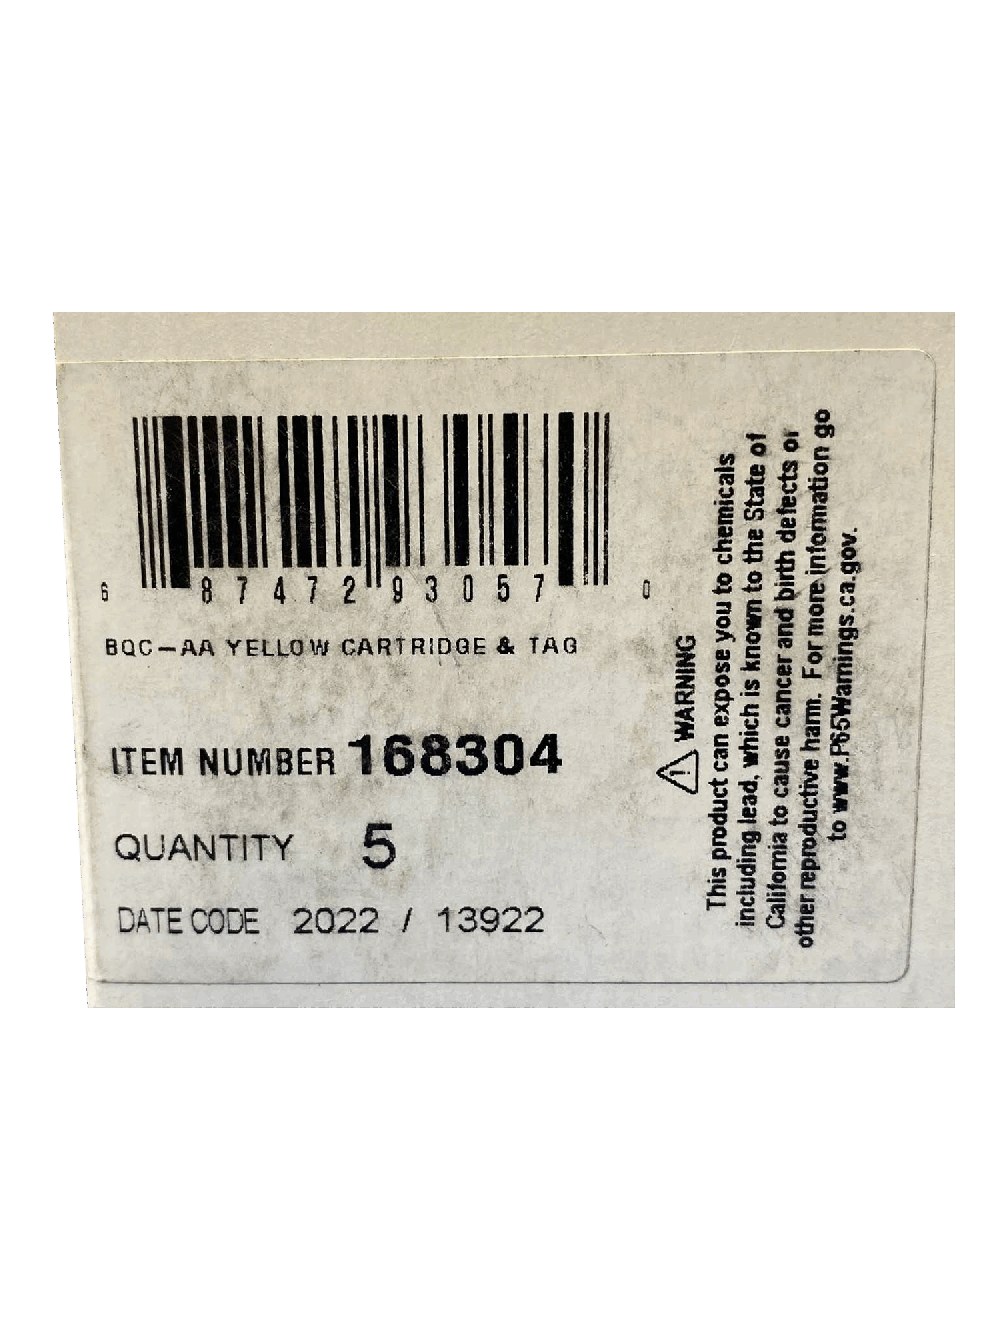 6 87472 93057 0
BQC-AA YELLOW CARTRIDGE & TAG
ITEM NUMBER 168304
QUANTITY 5
DATE CODE 2022 / 13922
⚠ WARNING
This product can expose you to chemicals
including lead, which is known to the State of
California to cause cancer and birth defects or
other reproductive harm. For more information go
to www.P65Warnings.ca.gov.